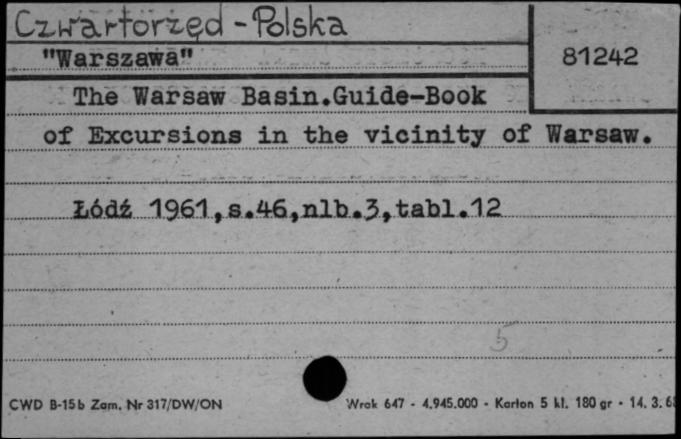 Czwartorzęd - Polska
"Warszawa"
81242
The Warsaw Basin.Guide-Book
of Excursions in the vicinity of Warsaw.
Łódź 1961,s.46,nlb.3,tabl.12
5
CWD B-15b Zam. Nr 317/DW/ON
Wrak 647 - 4.945.000 - Karton 5 kl. 180 gr - 14. 3. 68